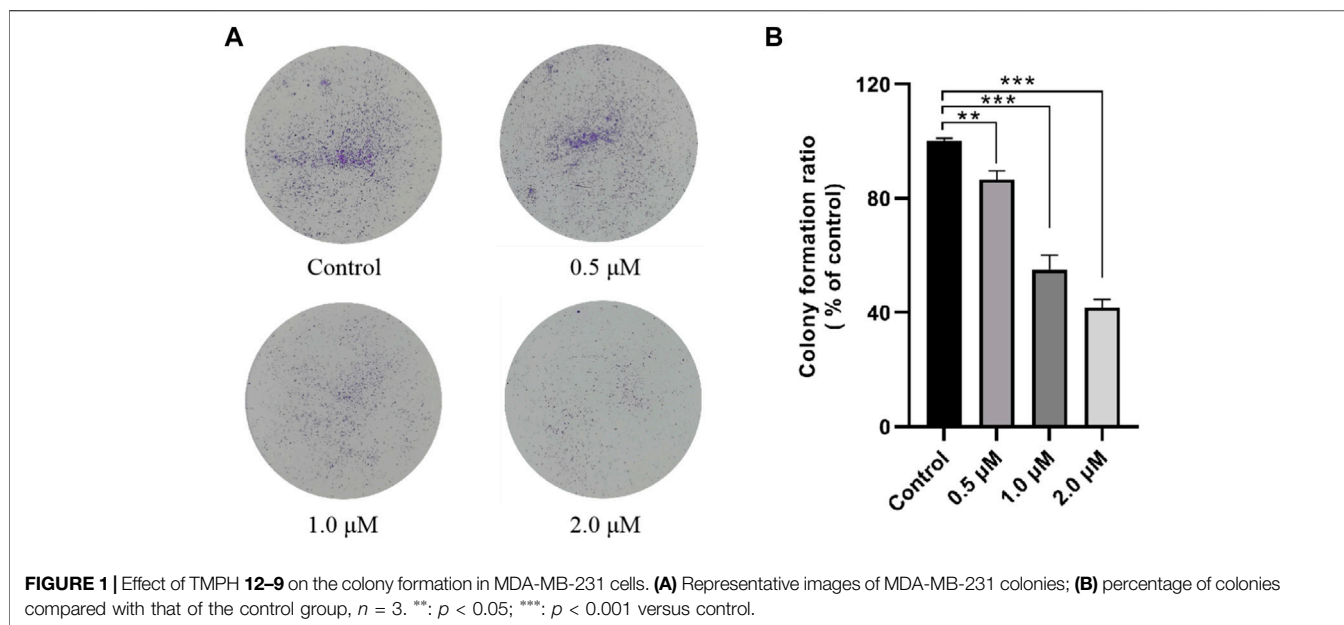 A
Control
0.5 μM
1.0 μM
2.0 μM
B
Colony formation ratio
( % of control)
120
80
40
0
***
***
**
Control
0.5 μM
1.0 μM
2.0 μM
FIGURE 1 | Effect of TMPH 12–9 on the colony formation in MDA-MB-231 cells. (A) Representative images of MDA-MB-231 colonies; (B) percentage of colonies
compared with that of the control group, n = 3. **: p < 0.05; ***: p < 0.001 versus control.